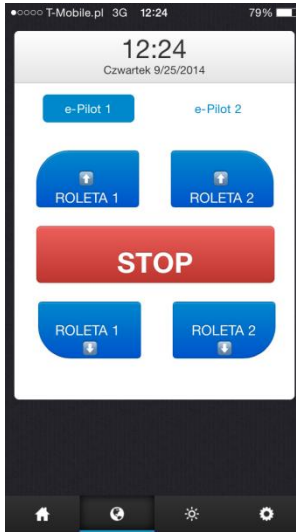 T-Mobile.pl 3G 12:24 79%
12:24
Czwartek 9/25/2014
e-Pilot 1 e-Pilot 2
ROLETA 1 ROLETA 2
STOP
ROLETA 1 ROLETA 2